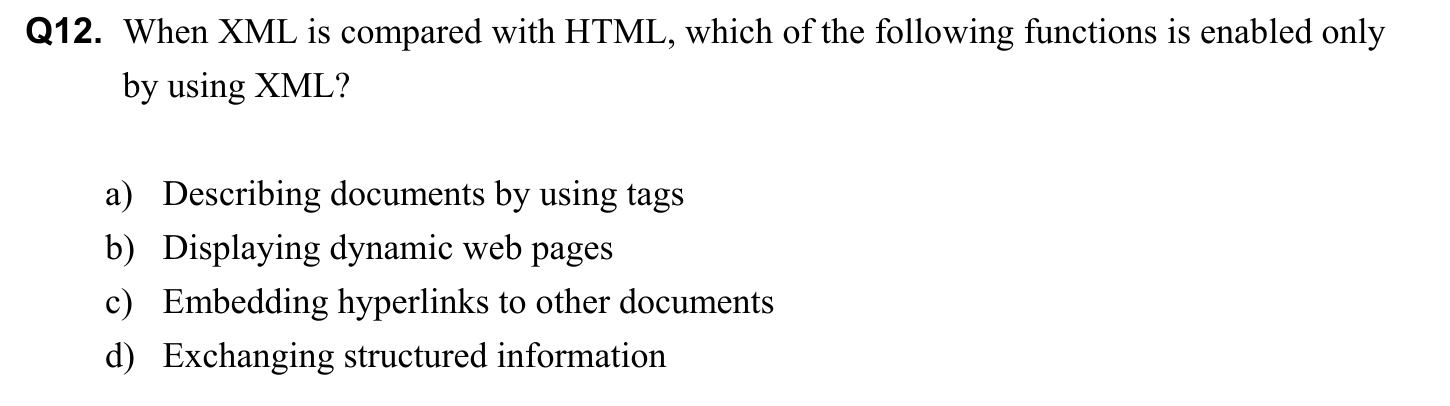 Q12. When XML is compared with HTML, which of the following functions is enabled only
by using XML?
a) Describing documents by using tags
b) Displaying dynamic web pages
c) Embedding hyperlinks to other documents
d) Exchanging structured information